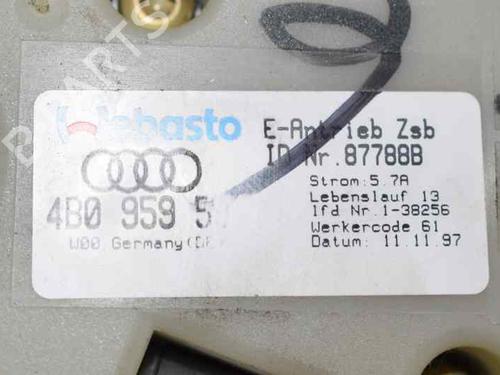 Webasto
E-Antrieb Zsb
ID Nr.87788B
4B0 959 5
Strom:5.7A
Lebenslauf 13
lfd Nr.1-38256
Werkercode 61
Datum: 11.11.97
W00 Germany(DE
PARTS